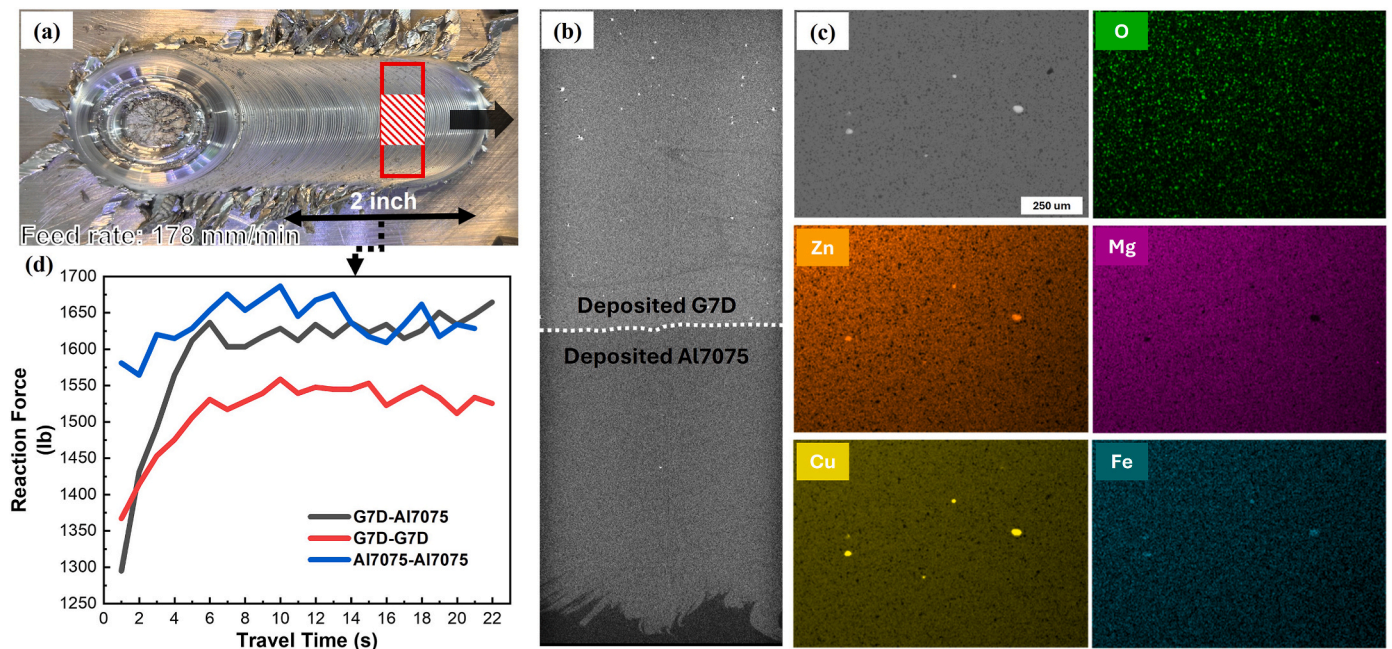 (a)
2 inch
Feed rate: 178 mm/min
(b)
Deposited G7D
Deposited Al7075
(c)
250 um
O
Zn
Mg
Cu
Fe
(d)
1700
1650
1600
1550
1500
1450
1400
1350
1300
1250
Reaction Force
(lb)
G7D-Al7075
G7D-G7D
Al7075-Al7075
0 2 4 6 8 10 12 14 16 18 20 22
Travel Time (s)